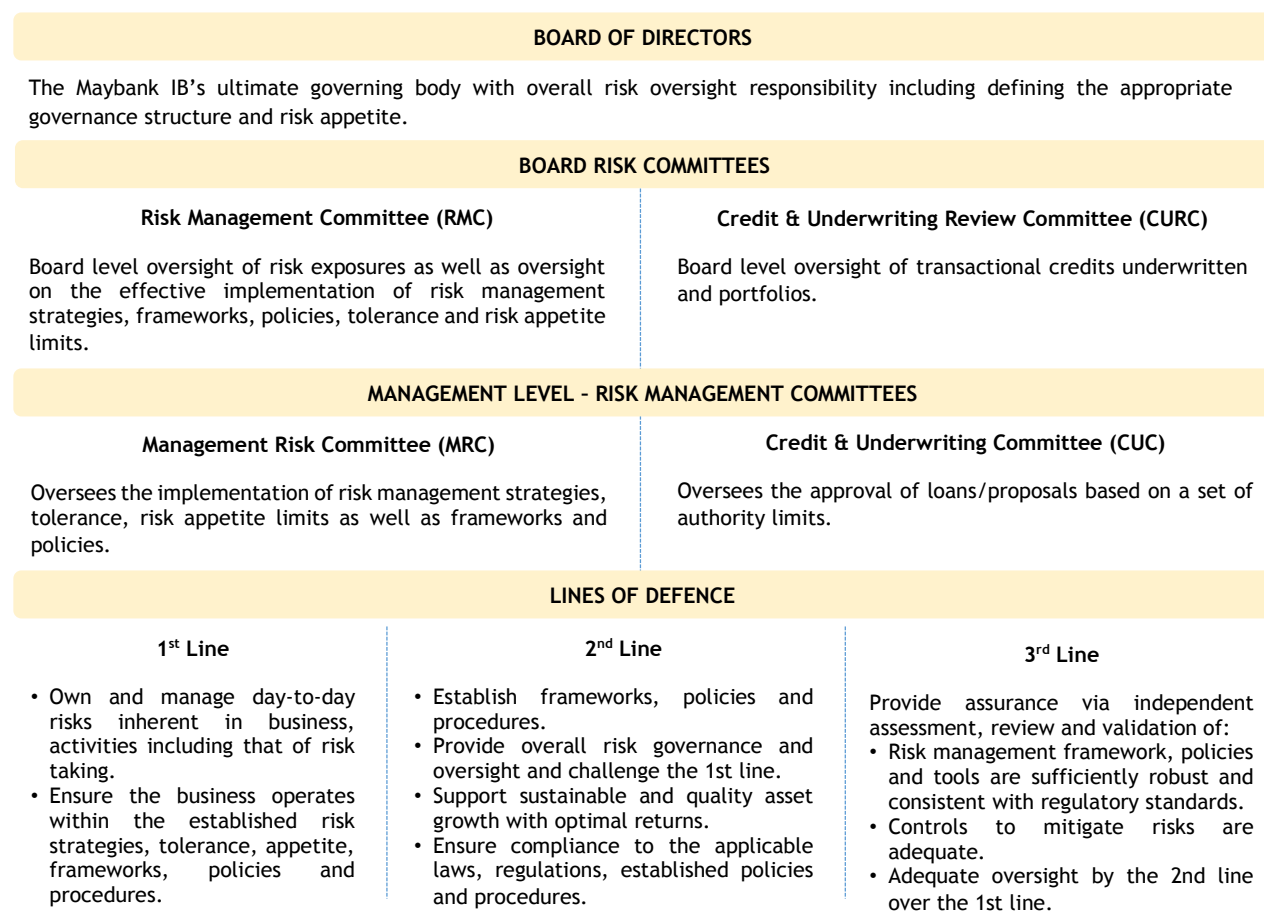 BOARD OF DIRECTORS
The Maybank IB’s ultimate governing body with overall risk oversight responsibility including defining the appropriate
governance structure and risk appetite.
BOARD RISK COMMITTEES
Risk Management Committee (RMC)
Board level oversight of risk exposures as well as oversight
on the effective implementation of risk management
strategies, frameworks, policies, tolerance and risk appetite
limits.
Credit & Underwriting Review Committee (CURC)
Board level oversight of transactional credits underwritten
and portfolios.
MANAGEMENT LEVEL – RISK MANAGEMENT COMMITTEES
Management Risk Committee (MRC)
Oversees the implementation of risk management strategies,
tolerance, risk appetite limits as well as frameworks and
policies.
Credit & Underwriting Committee (CUC)
Oversees the approval of loans/proposals based on a set of
authority limits.
LINES OF DEFENCE
1st Line
• Own and manage day-to-day
risks inherent in business,
activities including that of risk
taking.
• Ensure the business operates
within the established risk
strategies, tolerance, appetite,
frameworks, policies and
procedures.
2nd Line
• Establish frameworks, policies and
procedures.
• Provide overall risk governance and
oversight and challenge the 1st line.
• Support sustainable and quality asset
growth with optimal returns.
• Ensure compliance to the applicable
laws, regulations, established policies
and procedures.
3rd Line
Provide assurance via independent
assessment, review and validation of:
• Risk management framework, policies
and tools are sufficiently robust and
consistent with regulatory standards.
• Controls to mitigate risks are
adequate.
• Adequate oversight by the 2nd line
over the 1st line.